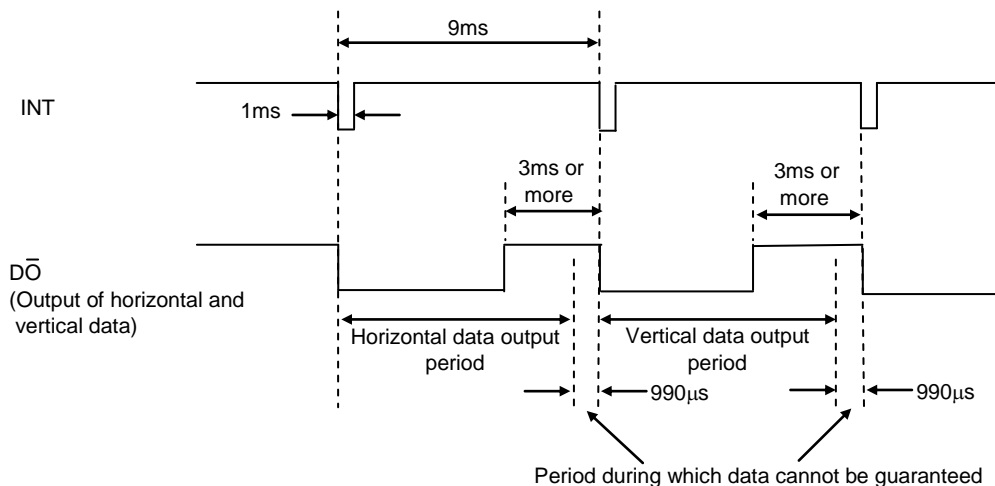 9ms
INT
1ms
3ms or
more
3ms or
more
DŌ
(Output of horizontal and
vertical data)
Horizontal data output
period
Vertical data output
period
990μs
990μs
Period during which data cannot be guaranteed